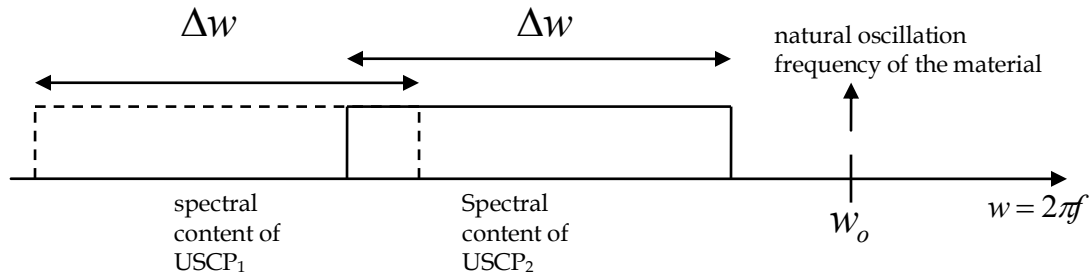 Δw
Δw
natural oscillation
frequency of the material
spectral
content of
USCP₁
Spectral
content of
USCP₂
wₒ
w = 2πf